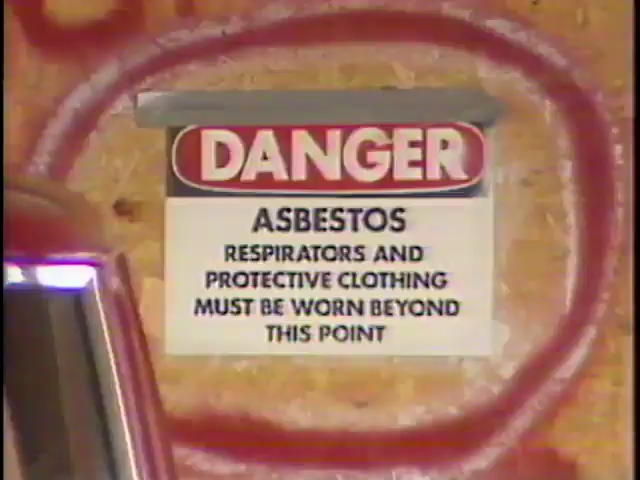 DANGER
ASBESTOS
RESPIRATORS AND
PROTECTIVE CLOTHING
MUST BE WORN BEYOND
THIS POINT